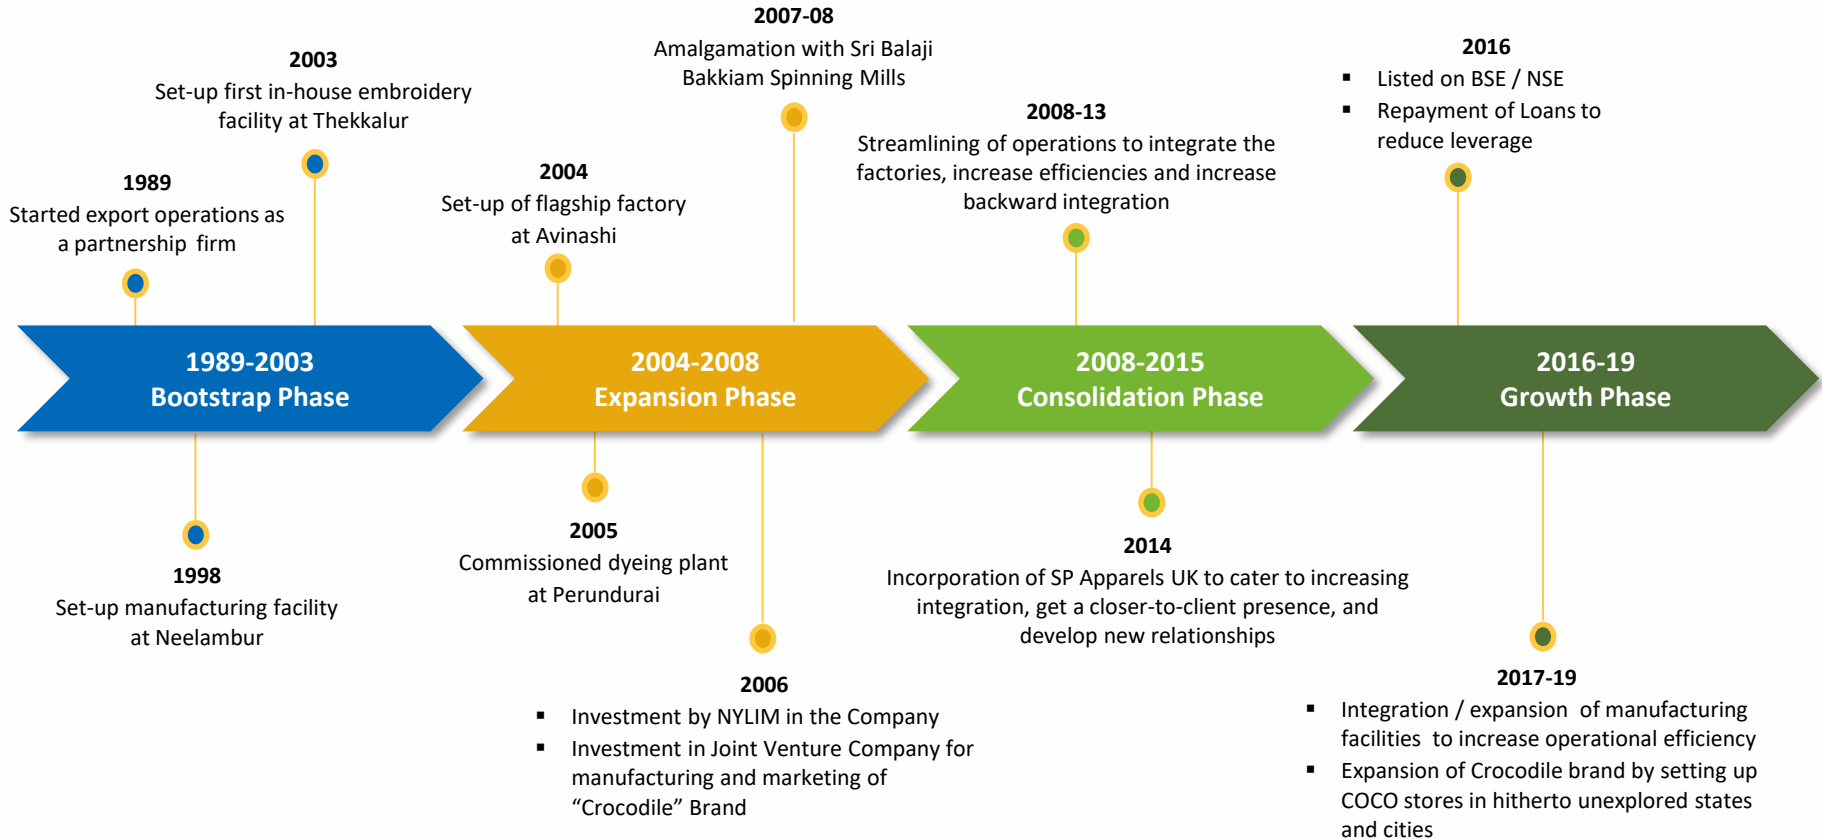 2007-08
Amalgamation with Sri Balaji
Bakkiam Spinning Mills
2003
Set-up first in-house embroidery
facility at Thekkalur
2016
▪ Listed on BSE / NSE
▪ Repayment of Loans to
reduce leverage
2008-13
Streamlining of operations to integrate the
factories, increase efficiencies and increase
backward integration
1989
Started export operations as
a partnership firm
2004
Set-up of flagship factory
at Avinashi
1989-2003
Bootstrap Phase
2004-2008
Expansion Phase
2008-2015
Consolidation Phase
2016-19
Growth Phase
1998
Set-up manufacturing facility
at Neelambur
2005
Commissioned dyeing plant
at Perundurai
2006
▪ Investment by NYLIM in the Company
▪ Investment in Joint Venture Company for
manufacturing and marketing of
“Crocodile” Brand
2014
Incorporation of SP Apparels UK to cater to increasing
integration, get a closer-to-client presence, and
develop new relationships
2017-19
▪ Integration / expansion of manufacturing
facilities to increase operational efficiency
▪ Expansion of Crocodile brand by setting up
COCO stores in hitherto unexplored states
and cities